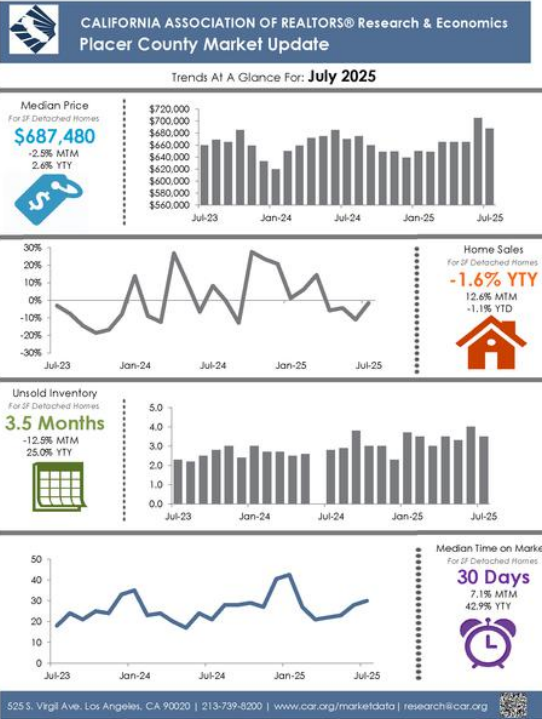 CALIFORNIA ASSOCIATION OF REALTORS® Research & Economics
Placer County Market Update
Trends At A Glance For: July 2025
Median Price
For SF Detached Homes
$687,480
-2.5% MTM
2.6% YTY
$
$720,000
$700,000
$680,000
$660,000
$640,000
$620,000
$600,000
$580,000
$560,000
Jul-23 Jan-24 Jul-24 Jan-25 Jul-25
30%
20%
10%
0%
-10%
-20%
-30%
Jul-23 Jan-24 Jul-24 Jan-25 Jul-25
Home Sales
For SF Detached Homes
-1.6% YTY
12.6% MTM
-1.1% YTD
Unsold Inventory
For SF Detached Homes
3.5 Months
-12.5% MTM
25.0% YTY
5.0
4.0
3.0
2.0
1.0
0.0
Jul-23 Jan-24 Jul-24 Jan-25 Jul-25
50
40
30
20
10
0
Jul-23 Jan-24 Jul-24 Jan-25 Jul-25
Median Time on Marke
For SF Detached Homes
30 Days
7.1% MTM
42.9% YTY
525 S. Virgil Ave. Los Angeles, CA 90020 | 213-739-8200 | www.car.org/marketdata | research@car.org